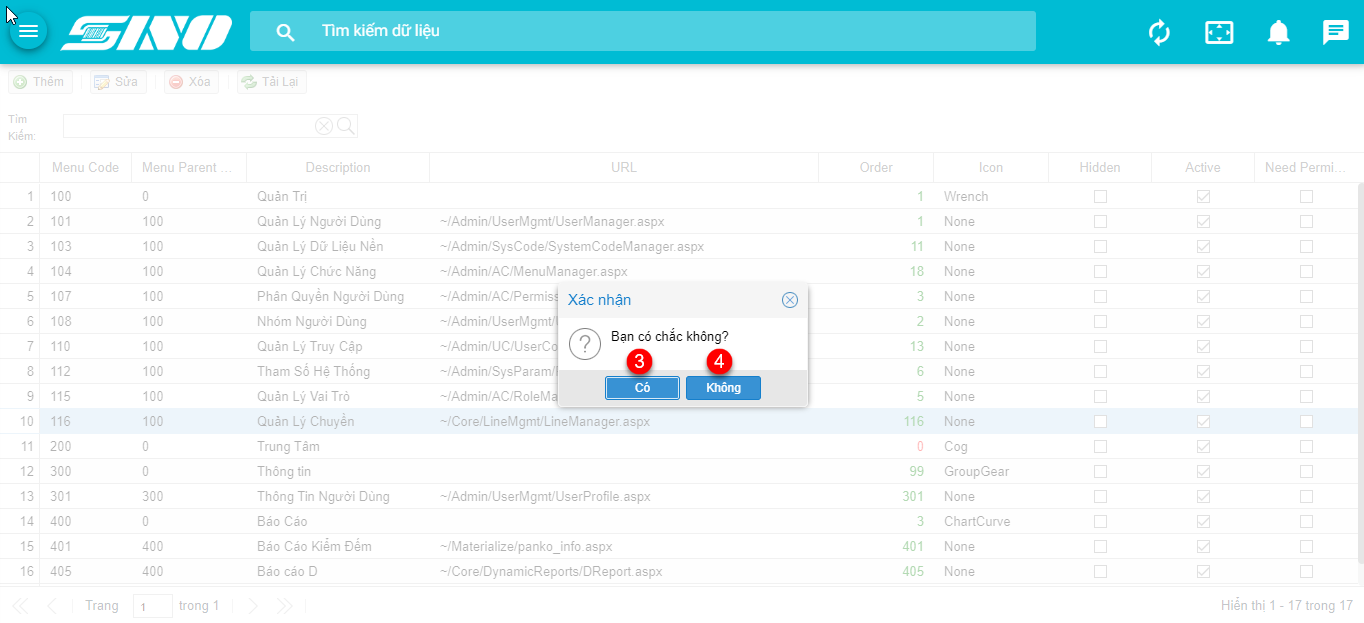 SINO
Tìm kiếm dữ liệu
Thêm Sửa Xóa Tải Lại
Tìm
Kiếm:
Menu Code Menu Parent ... Description URL Order Icon Hidden Active Need Permi...
1 100 0 Quản Trị 1 Wrench
2 101 100 Quản Lý Người Dùng ~/Admin/UserMgmt/UserManager.aspx 1 None
3 103 100 Quản Lý Dữ Liệu Nền ~/Admin/SysCode/SystemCodeManager.aspx 11 None
4 104 100 Quản Lý Chức Năng ~/Admin/AC/MenuManager.aspx 18 None
5 107 100 Phân Quyền Người Dùng ~/Admin/AC/Permiss 3 None
6 108 100 Nhóm Người Dùng ~/Admin/UserMgmt/ 2 None
7 110 100 Quản Lý Truy Cập ~/Admin/UC/UserCo 13 None
8 112 100 Tham Số Hệ Thống ~/Admin/SysParam/ 6 None
9 115 100 Quản Lý Vai Trò ~/Admin/AC/RoleMa 5 None
10 116 100 Quản Lý Chuyền ~/Core/LineMgmt/LineManager.aspx 116 None
11 200 0 Trung Tâm 0 Cog
12 300 0 Thông tin 99 GroupGear
13 301 300 Thông Tin Người Dùng ~/Admin/UserMgmt/UserProfile.aspx 301 None
14 400 0 Báo Cáo 3 ChartCurve
15 401 400 Báo Cáo Kiểm Đếm ~/Materialize/panko_info.aspx 401 None
16 405 400 Báo cáo D ~/Core/DynamicReports/DReport.aspx 405 None
Xác nhận
Bạn có chắc không?
3 4
Có Không
Trang 1 trong 1 Hiển thị 1 - 17 trong 17